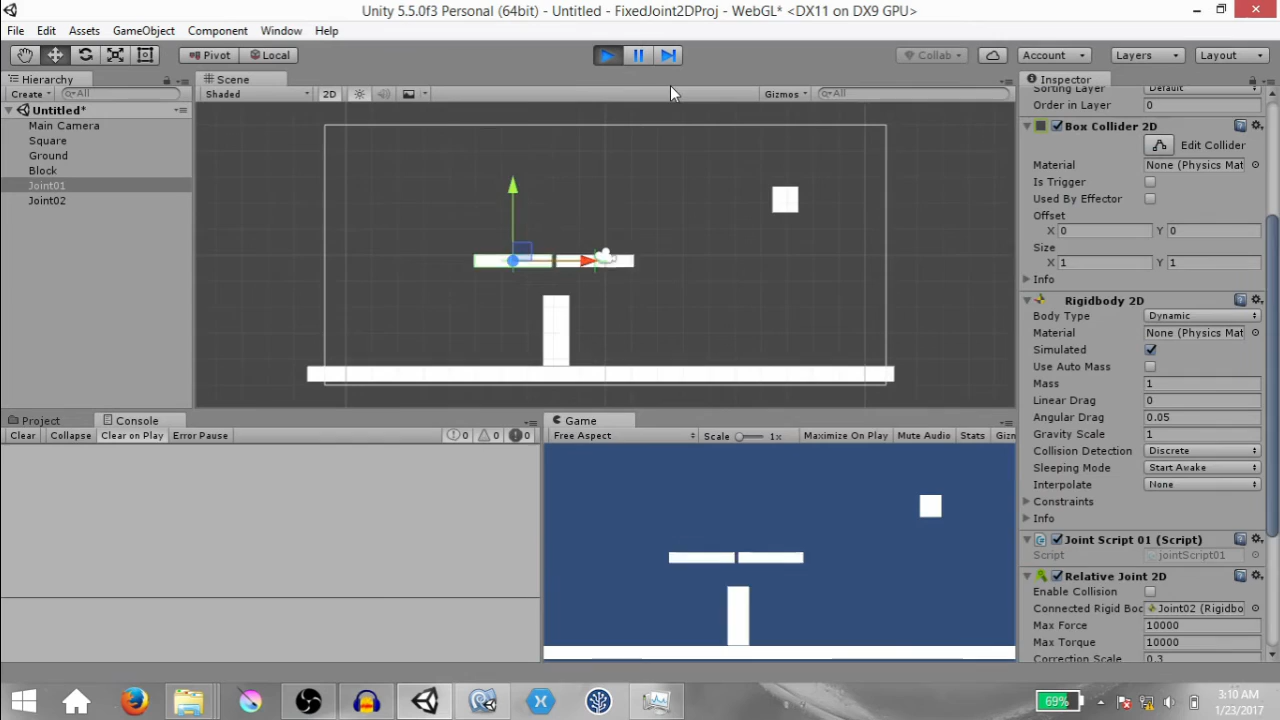 Unity 5.5.0f3 Personal (64bit) - Untitled - FixedJoint2DProj - WebGL* <DX11 on DX9 GPU>
File Edit Assets GameObject Component Window Help
Pivot Local Collab Account Layers Layout
Hierarchy
Create All
Untitled*
Main Camera
Square
Ground
Block
Joint01
Joint02
Scene
Shaded 2D Gizmos All
Project Console
Clear Collapse Clear on Play Error Pause 0 0 0
Game
Free Aspect Scale 1x Maximize On Play Mute Audio Stats Gizn
Inspector
Sorting Layer Default
Order in Layer 0
Box Collider 2D
Edit Collider
Material None (Physics Mat
Is Trigger
Used By Effector
Offset
X 0 Y 0
Size
X 1 Y 1
Info
Rigidbody 2D
Body Type Dynamic
Material None (Physics Mat
Simulated
Use Auto Mass
Mass 1
Linear Drag 0
Angular Drag 0.05
Gravity Scale 1
Collision Detection Discrete
Sleeping Mode Start Awake
Interpolate None
Constraints
Info
Joint Script 01 (Script)
Script jointScript01
Relative Joint 2D
Enable Collision
Connected Rigid Boc Joint02 (Rigidbo
Max Force 10000
Max Torque 10000
Correction Scale 0.3
69%
3:10 AM
1/23/2017